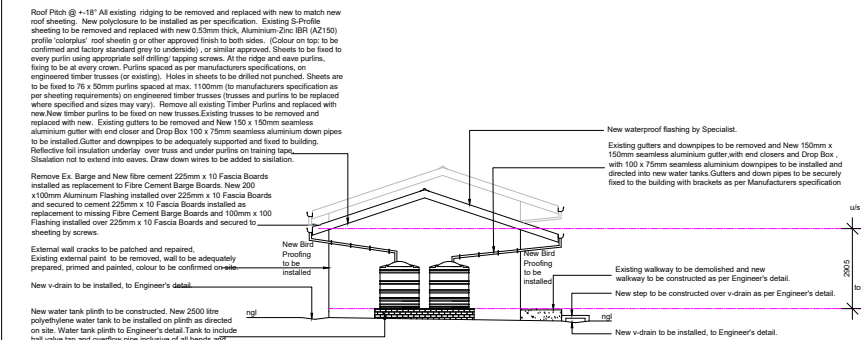 Roof Pitch @ +-18° All existing ridging to be removed and replaced with new to match new
roof sheeting. New polyclosure to be installed as per specification. Existing S-Profile
sheeting to be removed and replaced with new 0.53mm thick, Aluminium-Zinc IBR (AZ150)
profile 'colorplus' roof sheetin g or other approved finish to both sides. (Colour on top: to be
confirmed and factory standard grey to underside) , or similar approved. Sheets to be fixed to
every purlin using appropriate self drilling/ tapping screws. At the ridge and eave purlins,
fixing to be at every crown. Purlins spaced as per manufacturers specifications, on
engineered timber trusses (or existing). Holes in sheets to be drilled not punched. Sheets are
to be fixed to 76 x 50mm purlins spaced at max. 1100mm (to manufacturers specification as
per sheeting requirements) on engineered timber trusses (trusses and purlins to be replaced
where specified and sizes may vary). Remove all existing Timber Purlins and replaced with
new.New timber purlins to be fixed on new trusses.Existing trusses to be removed and
replaced with new. Existing gutters to be removed and New 150 x 150mm seamless
aluminium gutter with end closer and Drop Box 100 x 75mm seamless aluminium down pipes
to be installed.Gutter and downpipes to be adequately supported and fixed to building.
Reflective foil insulation underlay over truss and under purlins on training tape.
SIsalation not to extend into eaves. Draw down wires to be added to sisilation.
Remove Ex. Barge and New fibre cement 225mm x 10 Fascia Boards
installed as replacement to Fibre Cement Barge Boards. New 200
x100mm Aluminum Flashing installed over 225mm x 10 Fascia Boards
and secured to cement 225mm x 10 Fascia Boards installed as
replacement to missing Fibre Cement Barge Boards and 100mm x 100
Flashing installed over 225mm x 10 Fascia Boards and secured to
sheeting by screws.
External wall cracks to be patched and repaired,
Existing external paint to be removed, wall to be adequately
prepared, primed and painted, colour to be confirmed on site.
New v-drain to be installed, to Engineer's detail.
New water tank plinth to be constructed. New 2500 litre
polyethylene water tank to be installed on plinth as directed
on site. Water tank plinth to Engineer's detail.Tank to include
ball valve tap and overflow pipe inclusive of all bends and
ngl
New Bird
Proofing
to be
installed
New Bird
Proofing
to be
installed
New waterproof flashing by Specialist.
Existing gutters and downpipes to be removed and New 150mm x
150mm seamless aluminium gutter,with end closers and Drop Box ,
with 100 x 75mm seamless aluminium downpipes to be installed and
directed into new water tanks.Gutters and down pipes to be securely
fixed to the building with brackets as per Manufacturers specification
u/s
2905
to
Existing walkway to be demolished and new
walkway to be constructed as per Engineer's detail.
New step to be constructed over v-drain as per Engineer's detail.
ngl
New v-drain to be installed, to Engineer's detail.